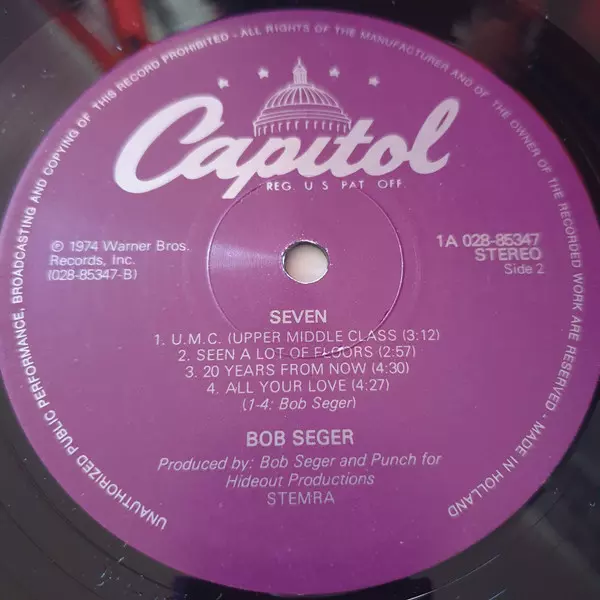 UNAUTHORIZED PUBLIC PERFORMANCE, BROADCASTING AND COPYING OF THIS RECORD PROHIBITED - ALL RIGHTS OF THE MANUFACTURER AND OF THE OWNER OF THE RECORDED WORK ARE RESERVED - MADE IN HOLLAND
Capitol
REG. U S PAT OFF
℗ 1974 Warner Bros.
Records, Inc.
(028-85347-B)
1A 028-85347
STEREO
Side 2
SEVEN
1. U.M.C. (UPPER MIDDLE CLASS (3:12)
2. SEEN A LOT OF FLOORS (2:57)
3. 20 YEARS FROM NOW (4:30)
4. ALL YOUR LOVE (4:27)
(1-4: Bob Seger)
BOB SEGER
Produced by: Bob Seger and Punch for
Hideout Productions
STEMRA